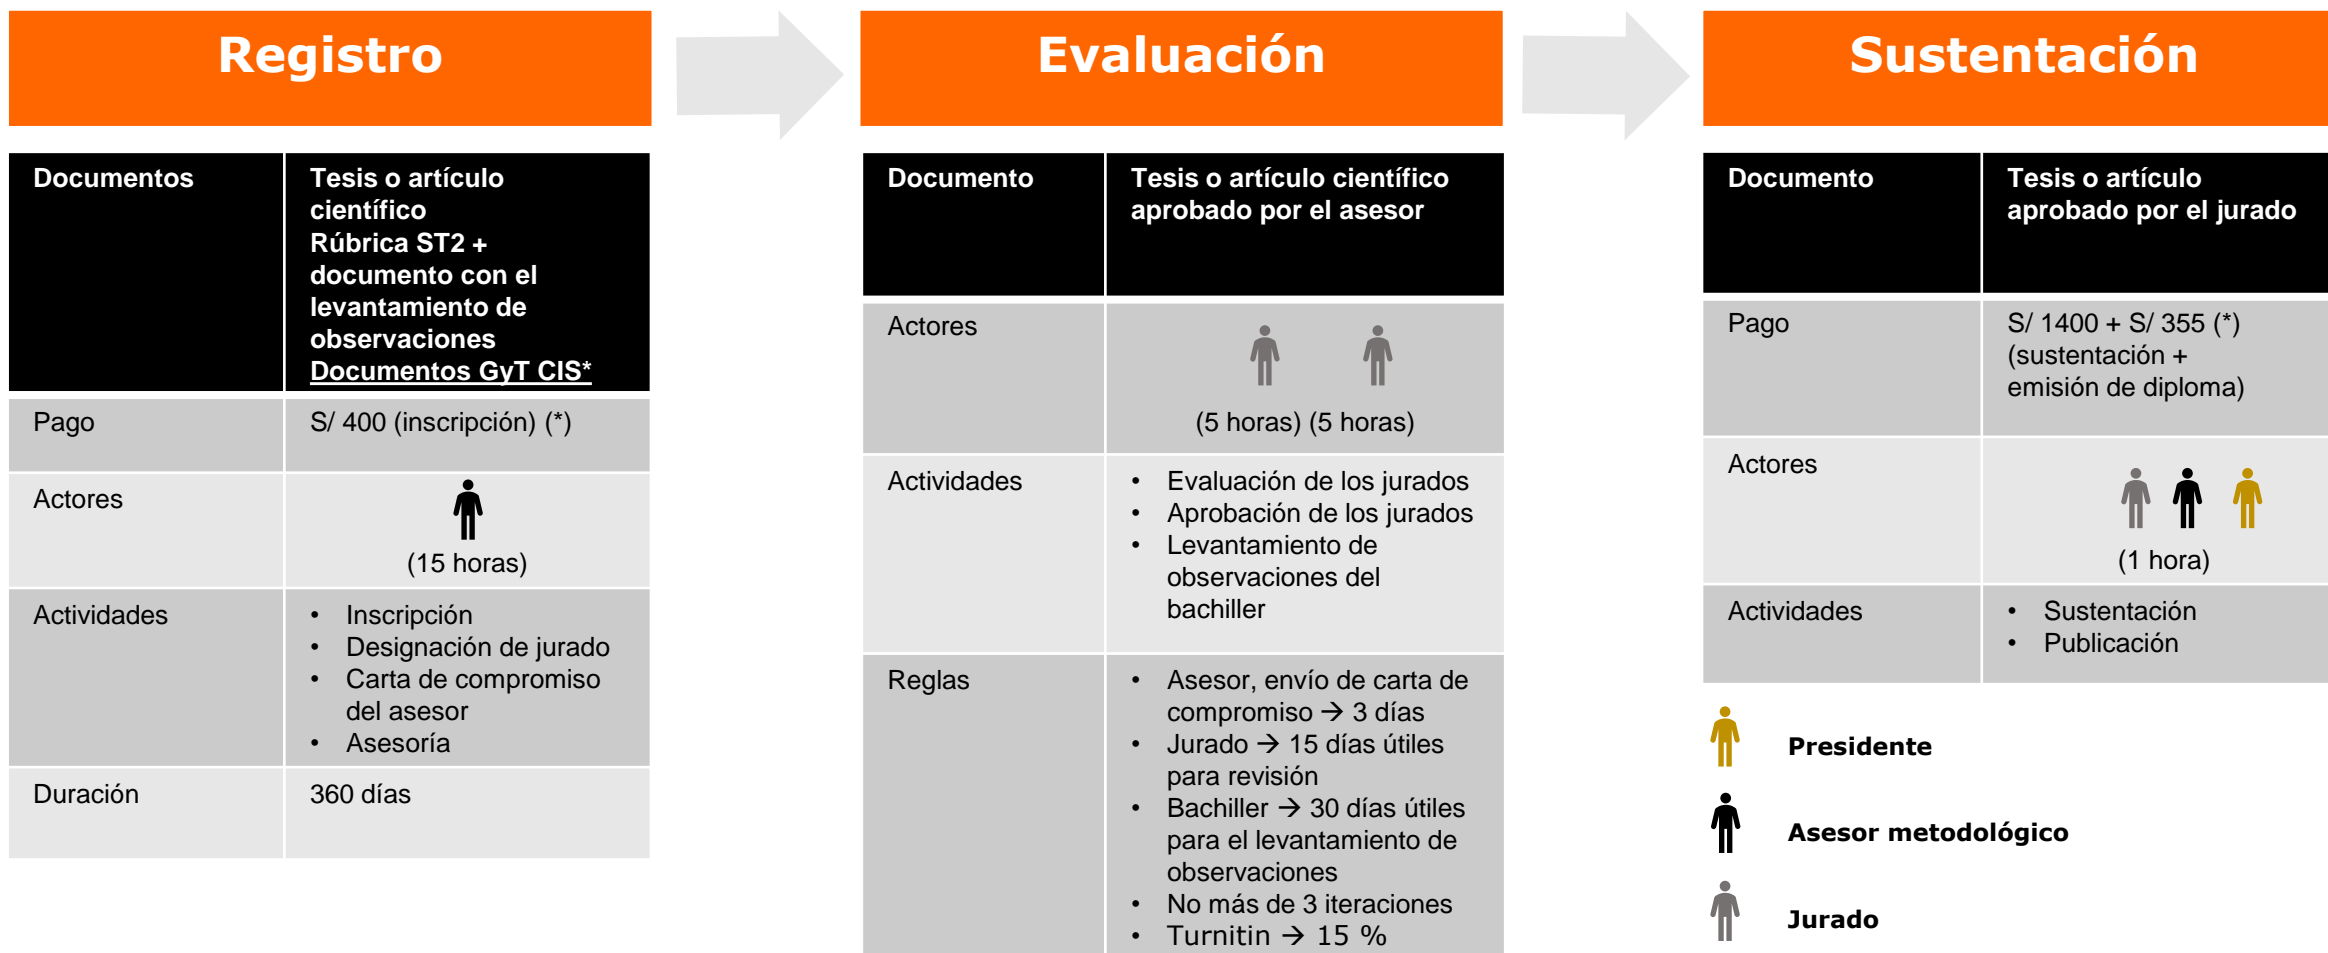 Registro
Documentos
Tesis o artículo
científico
Rúbrica ST2 +
documento con el
levantamiento de
observaciones
Documentos GyT CIS*
Pago
S/ 400 (inscripción) (*)
Actores
(15 horas)
Actividades
• Inscripción
• Designación de jurado
• Carta de compromiso
del asesor
• Asesoría
Duración
360 días
Evaluación
Documento
Tesis o artículo científico
aprobado por el asesor
Actores
(5 horas) (5 horas)
Actividades
• Evaluación de los jurados
• Aprobación de los jurados
• Levantamiento de
observaciones del
bachiller
Reglas
• Asesor, envío de carta de
compromiso → 3 días
• Jurado → 15 días útiles
para revisión
• Bachiller → 30 días útiles
para el levantamiento de
observaciones
• No más de 3 iteraciones
• Turnitin → 15 %
Sustentación
Documento
Tesis o artículo
aprobado por el jurado
Pago
S/ 1400 + S/ 355 (*)
(sustentación +
emisión de diploma)
Actores
(1 hora)
Actividades
• Sustentación
• Publicación
Presidente
Asesor metodológico
Jurado